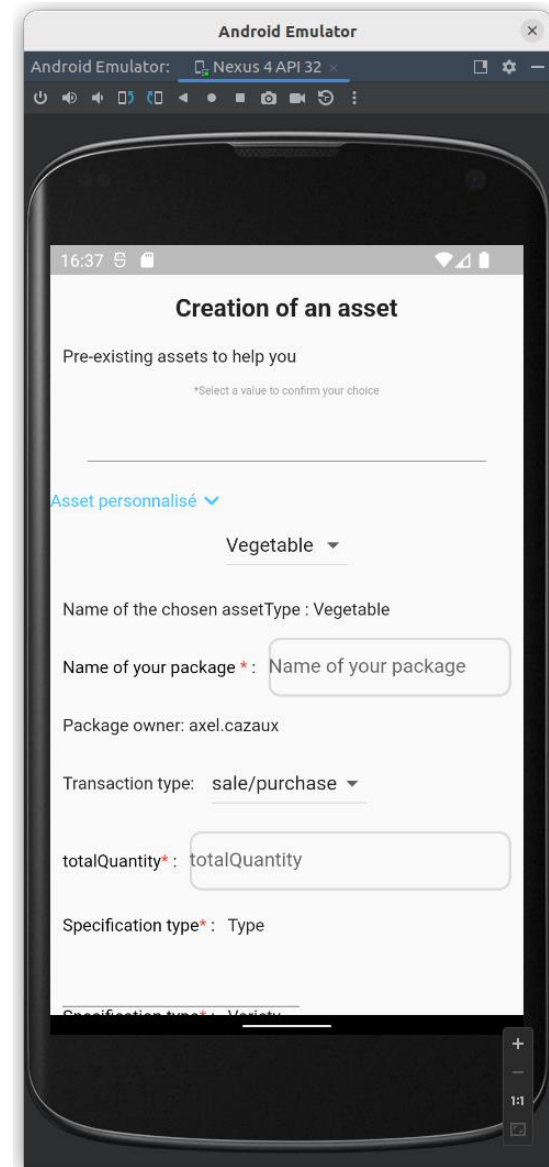 Android Emulator
Android Emulator: Nexus 4 API 32
16:37
Creation of an asset
Pre-existing assets to help you
*Select a value to confirm your choice
Asset personnalisé
Vegetable
Name of the chosen assetType : Vegetable
Name of your package * : Name of your package
Package owner: axel.cazaux
Transaction type: sale/purchase
totalQuantity* : totalQuantity
Specification type* : Type
Specification type* : Variety
1:1